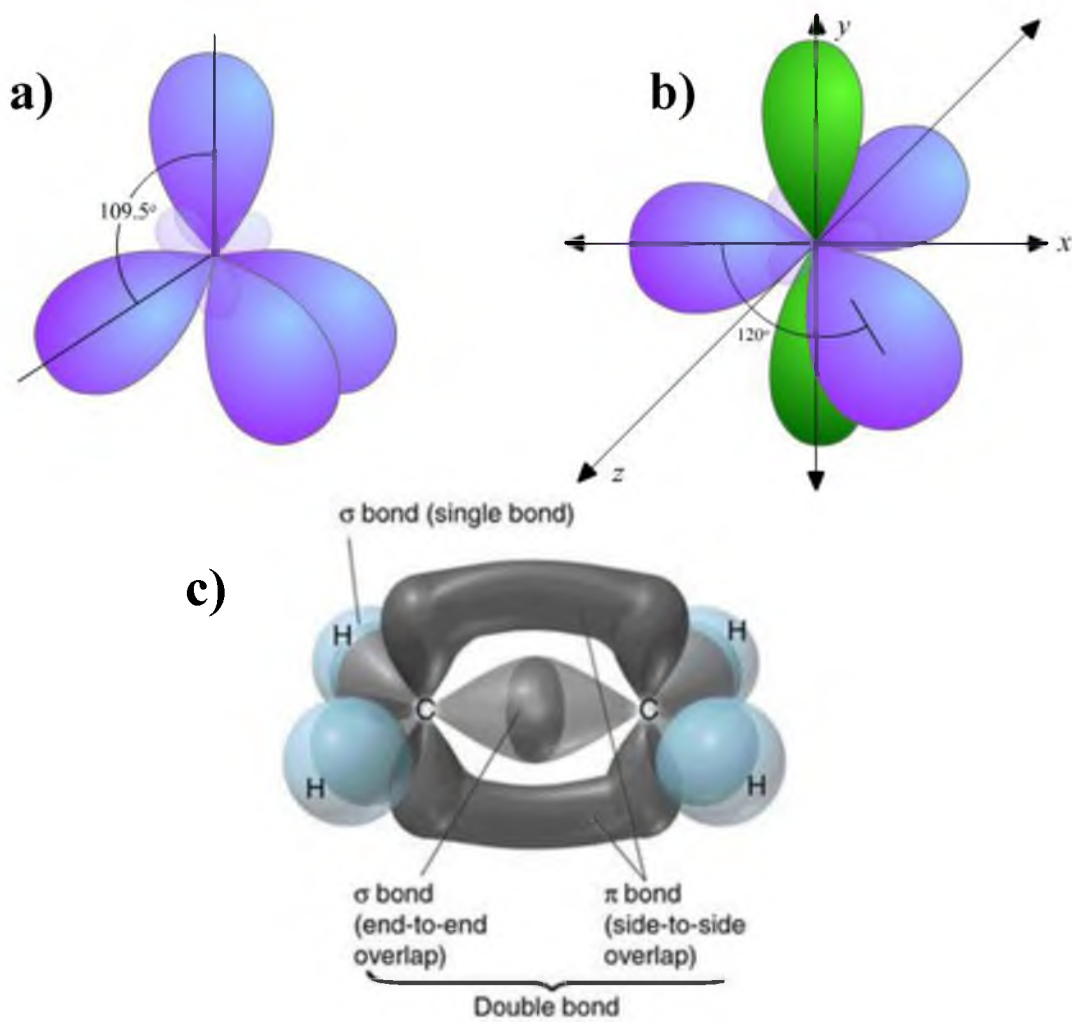 a)
109.5°
b)
y
x
120°
z
σ bond (single bond)
c)
H
H
C
C
H
H
σ bond
(end-to-end
overlap)
π bond
(side-to-side
overlap)
Double bond